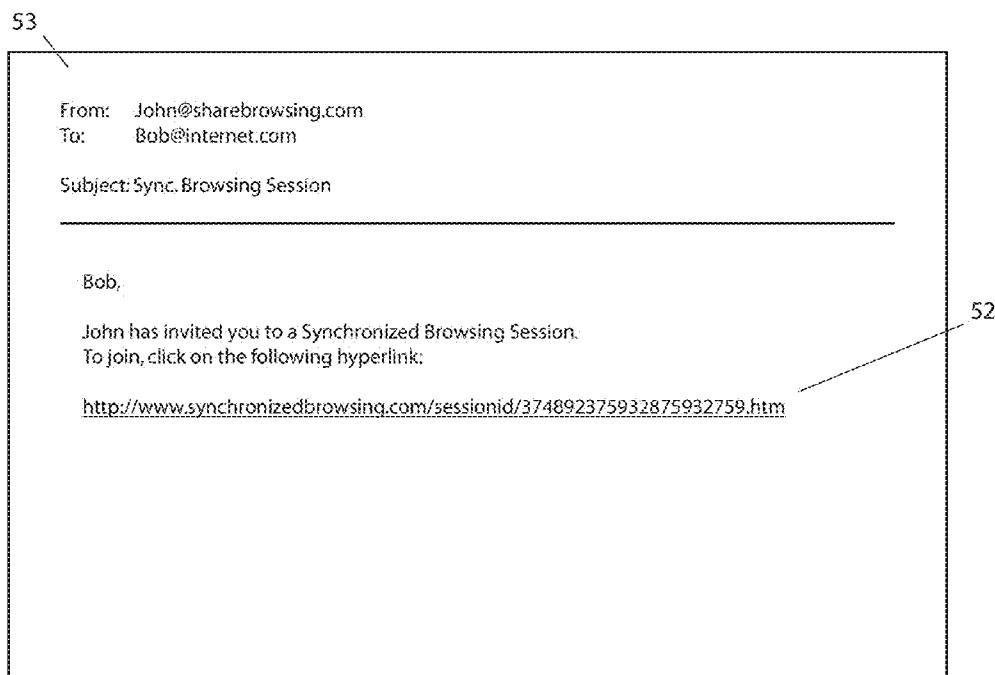 53
From: John@sharebrowsing.com
To: Bob@internet.com
Subject: Sync. Browsing Session
Bob,
John has invited you to a Synchronized Browsing Session.
To join, click on the following hyperlink:
52
http://www.synchronizedbrowsing.com/sessionid/374892375932875932759.htm